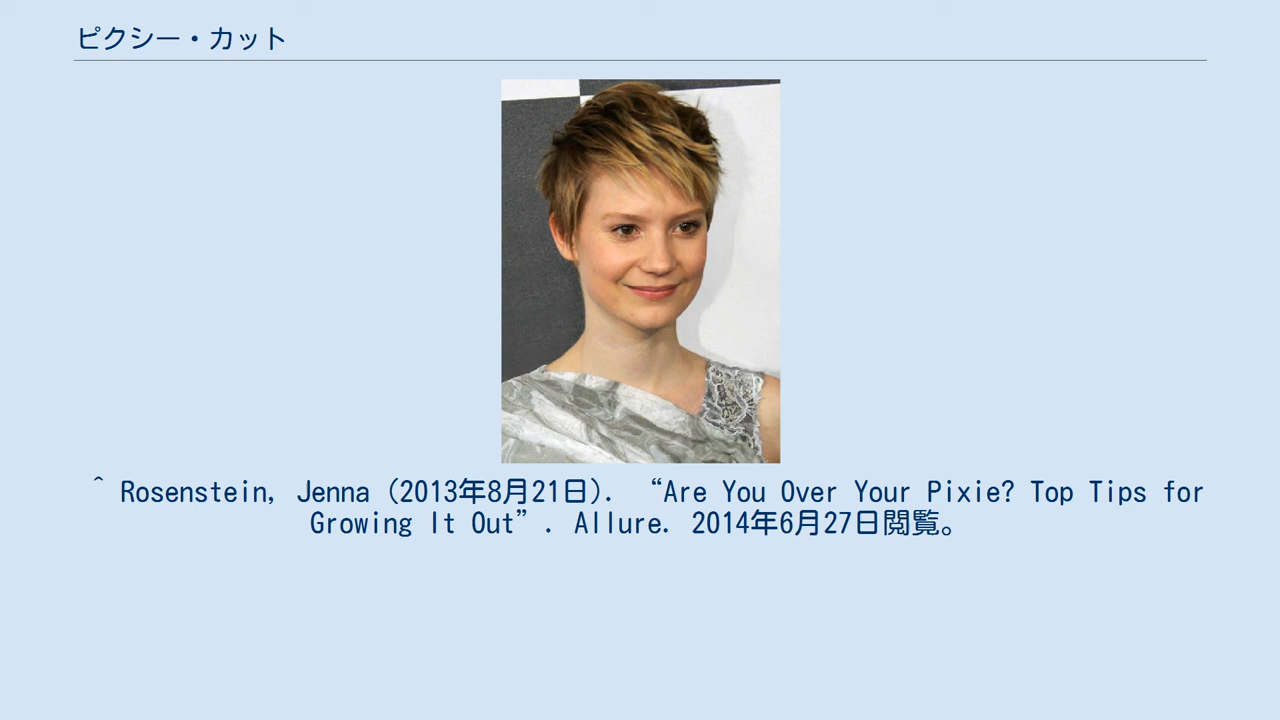 ピクシー・カット
^ Rosenstein, Jenna (2013年8月21日). “Are You Over Your Pixie? Top Tips for
Growing It Out”. Allure. 2014年6月27日閲覧。